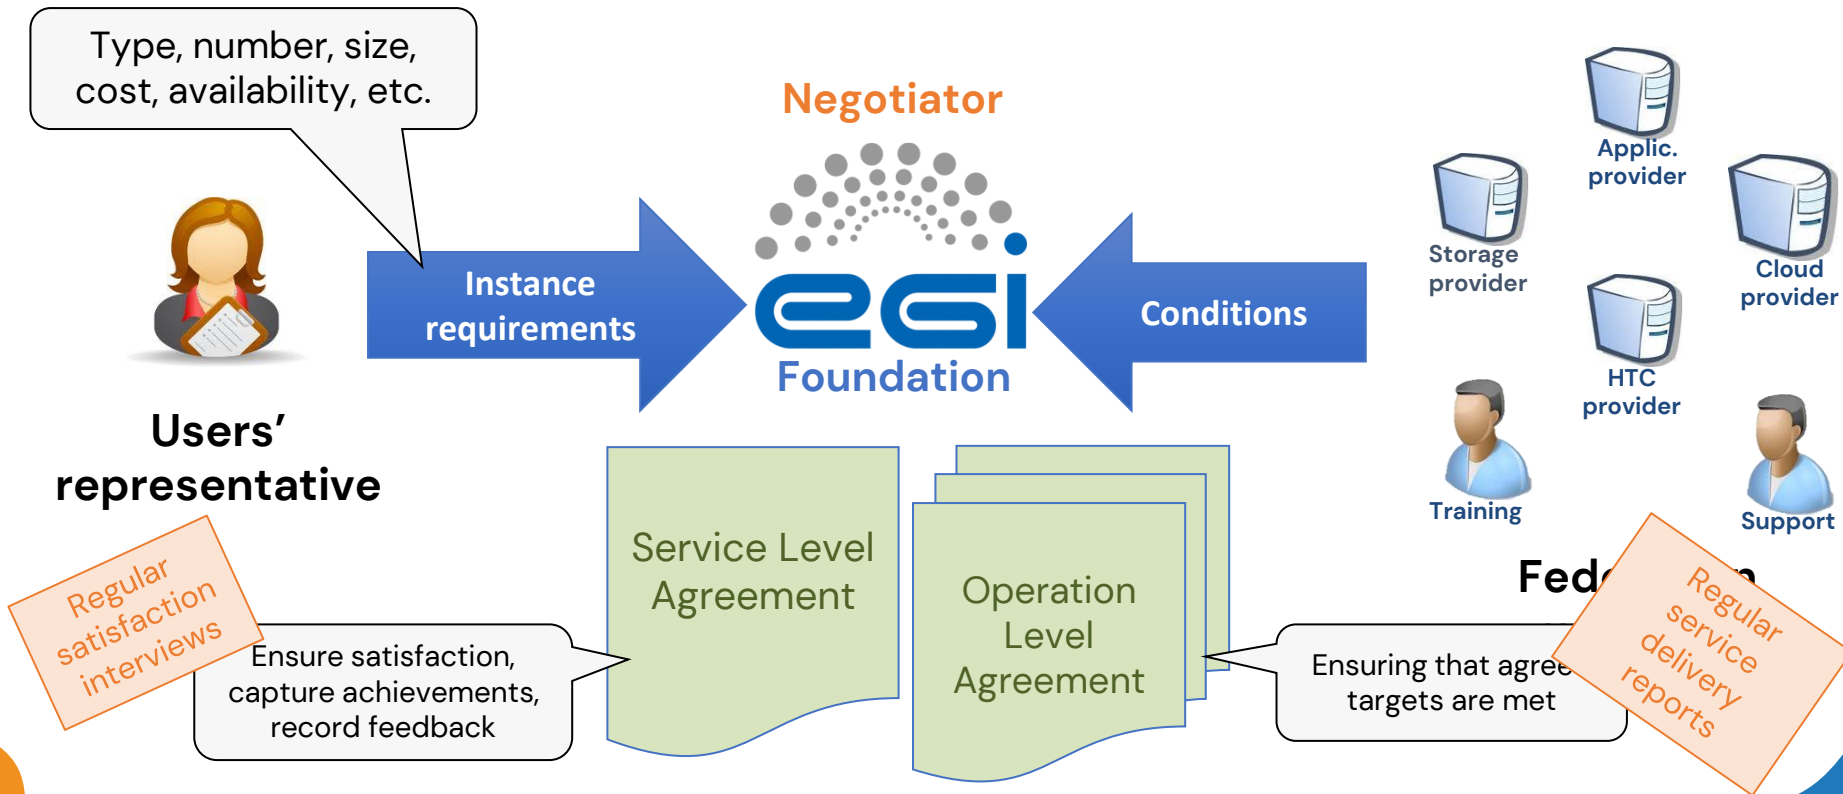 Type, number, size,
cost, availability, etc.
Negotiator
egi
Foundation
Instance
requirements
Conditions
Users'
representative
Applic.
provider
Storage
provider
Cloud
provider
HTC
provider
Training
Support
Service Level
Agreement
Operation
Level
Agreement
Regular
satisfaction
interviews
Ensure satisfaction,
capture achievements,
record feedback
Ensuring that agree
targets are met
Regular
service
delivery
reports